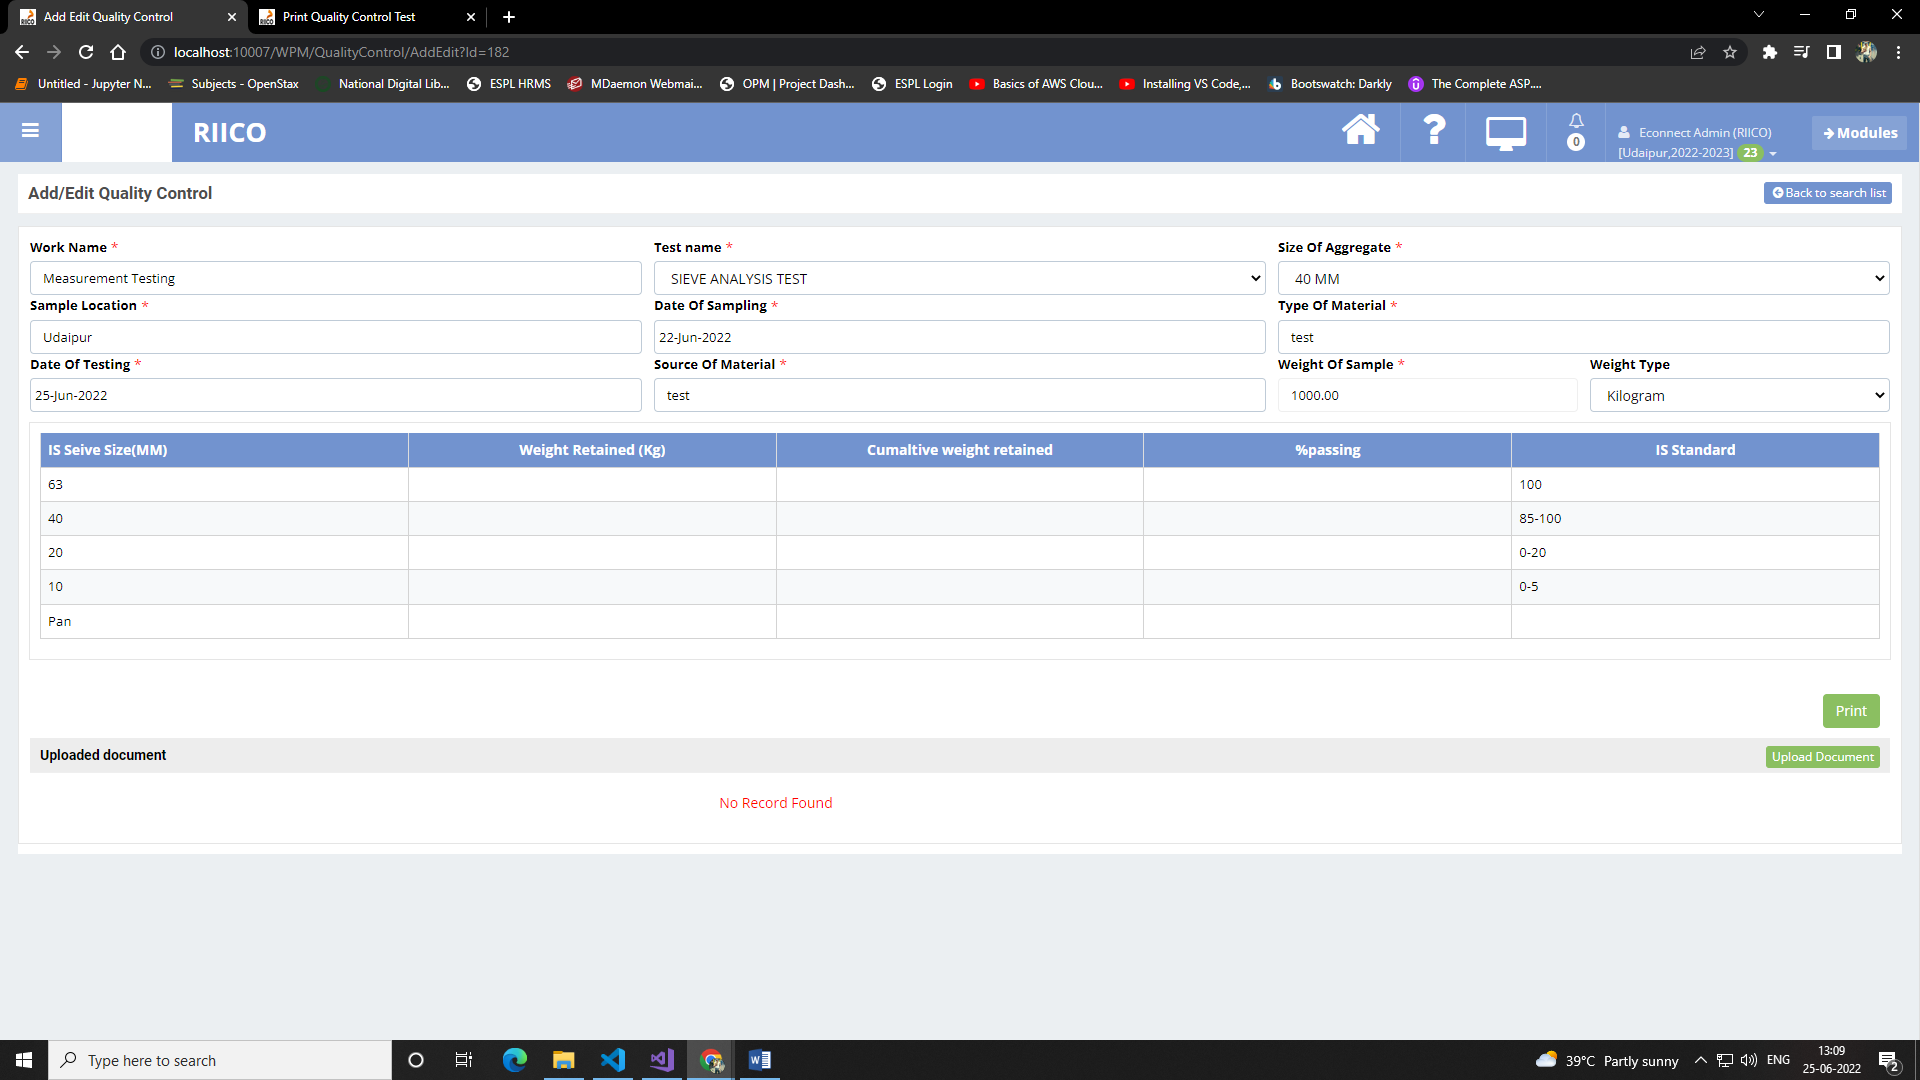 Add Edit Quality Control
Print Quality Control Test
localhost:10007/WPM/QualityControl/AddEdit?Id=182
Untitled - Jupyter N...
Subjects - OpenStax
National Digital Lib...
ESPL HRMS
MDaemon Webmai...
OPM | Project Dash...
ESPL Login
Basics of AWS Clou...
Installing VS Code,...
Bootswatch: Darkly
The Complete ASP....
RIICO
0
Econnect Admin (RIICO)
[Udaipur,2022-2023] 23
Modules
Add/Edit Quality Control
Back to search list
Work Name *
Test name *
Size Of Aggregate *
Measurement Testing
SIEVE ANALYSIS TEST
40 MM
Sample Location *
Date Of Sampling *
Type Of Material *
Udaipur
22-Jun-2022
test
Date Of Testing *
Source Of Material *
Weight Of Sample *
Weight Type
25-Jun-2022
test
1000.00
Kilogram
IS Seive Size(MM) Weight Retained (Kg) Cumaltive weight retained %passing IS Standard
63 100
40 85-100
20 0-20
10 0-5
Pan
Print
Uploaded document
Upload Document
No Record Found
Type here to search
39°C Partly sunny
ENG
13:09
25-06-2022
2